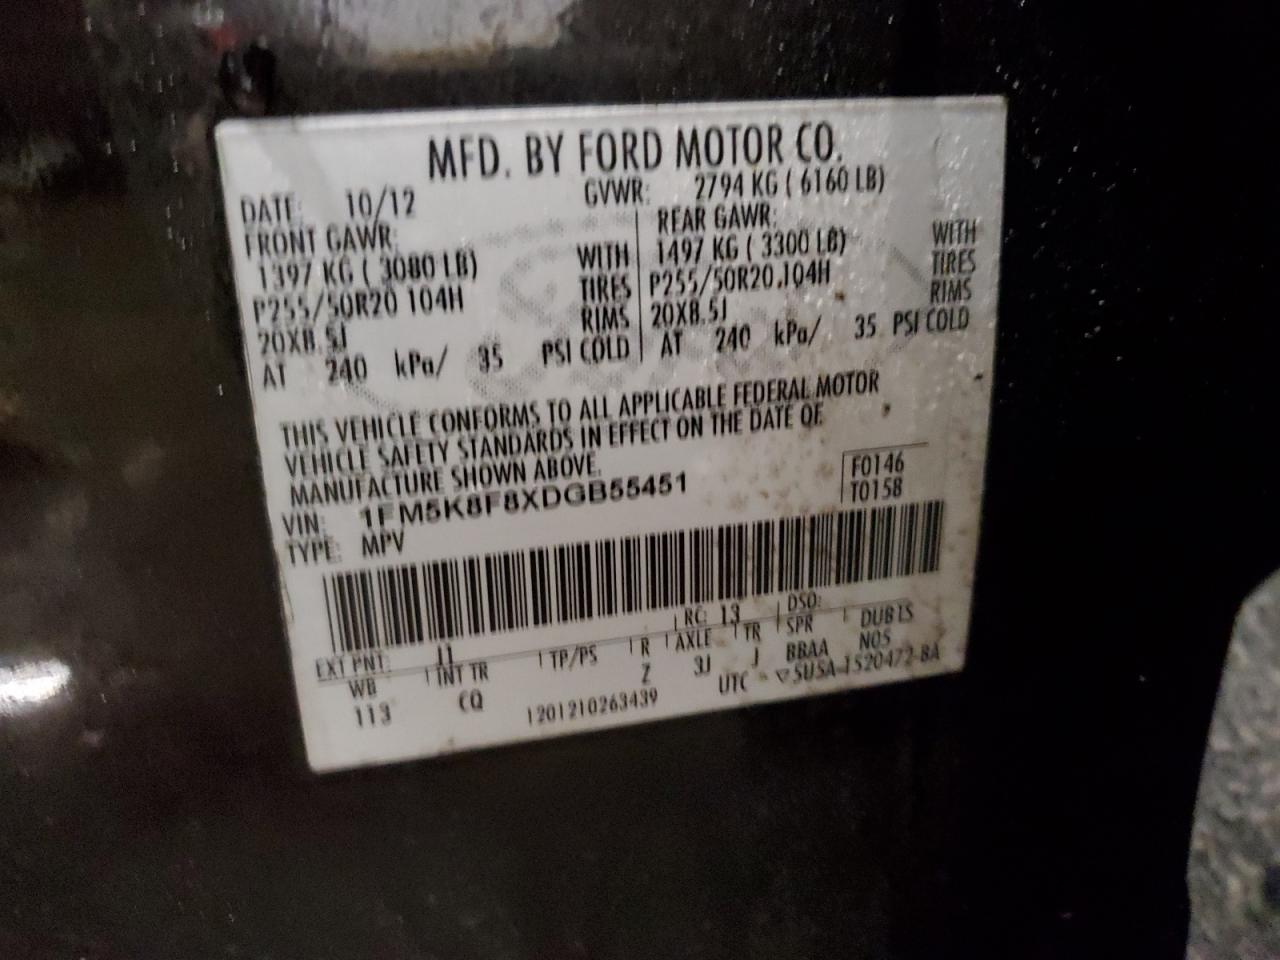 MFD. BY FORD MOTOR CO.
DATE: 10/12 GVWR: 2794 KG ( 6160 LB)
FRONT GAWR: REAR GAWR:
1397 KG ( 3080 LB) WITH 1497 KG ( 3300 LB) WITH
P255/50R20 104H TIRES P255/50R20 104H TIRES
20X8.5J RIMS 20X8.5J RIMS
AT 240 kPa/ 35 PSI COLD AT 240 kPa/ 35 PSI COLD
THIS VEHICLE CONFORMS TO ALL APPLICABLE FEDERAL MOTOR
VEHICLE SAFETY STANDARDS IN EFFECT ON THE DATE OF
MANUFACTURE SHOWN ABOVE.
VIN: 1FM5K8F8XDGB55451 F0146
TYPE: MPV T0158
EXT PNT: JJ RC: 13 DSO:
WB INT TR TP/PS R AXLE TR SPR DUBLS
113 CQ Z 3J J BBAA NOS
1201210263439 UTC ▽5U5A-1520472-BA